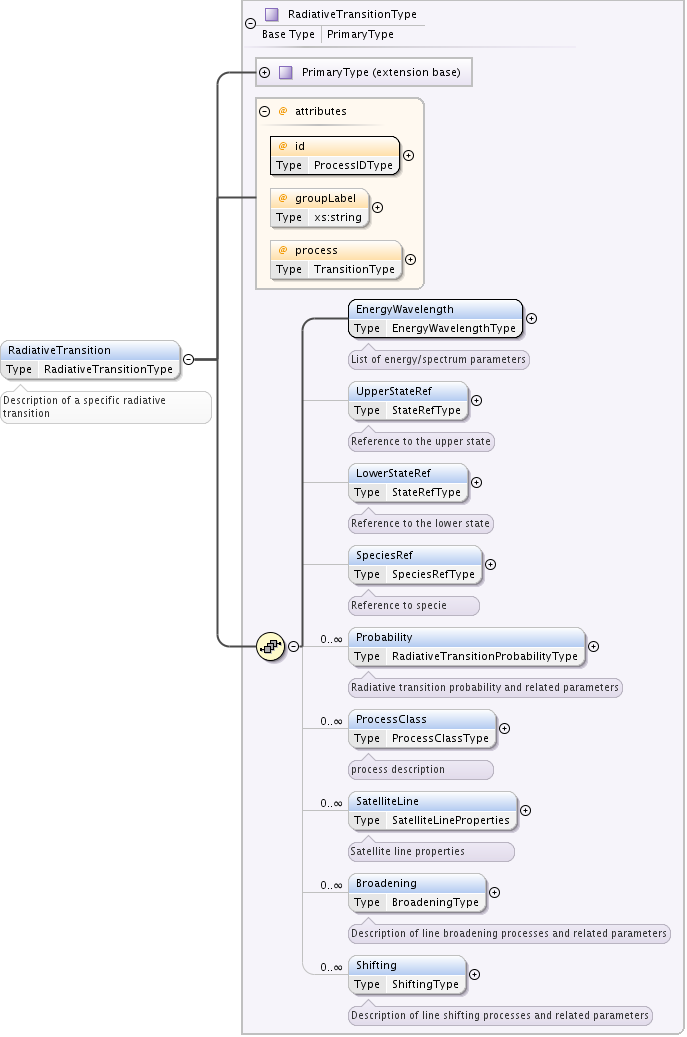 RadiativeTransitionType
Base Type PrimaryType
PrimaryType (extension base)
@ attributes
@ id
Type ProcessIDType
@ groupLabel
Type xs:string
@ process
Type TransitionType
EnergyWavelength
Type EnergyWavelengthType
List of energy/spectrum parameters
RadiativeTransition
Type RadiativeTransitionType
Description of a specific radiative
transition
UpperStateRef
Type StateRefType
Reference to the upper state
LowerStateRef
Type StateRefType
Reference to the lower state
SpeciesRef
Type SpeciesRefType
Reference to specie
0..∞ Probability
Type RadiativeTransitionProbabilityType
Radiative transition probability and related parameters
0..∞ ProcessClass
Type ProcessClassType
process description
0..∞ SatelliteLine
Type SatelliteLineProperties
Satellite line properties
0..∞ Broadening
Type BroadeningType
Description of line broadening processes and related parameters
0..∞ Shifting
Type ShiftingType
Description of line shifting processes and related parameters